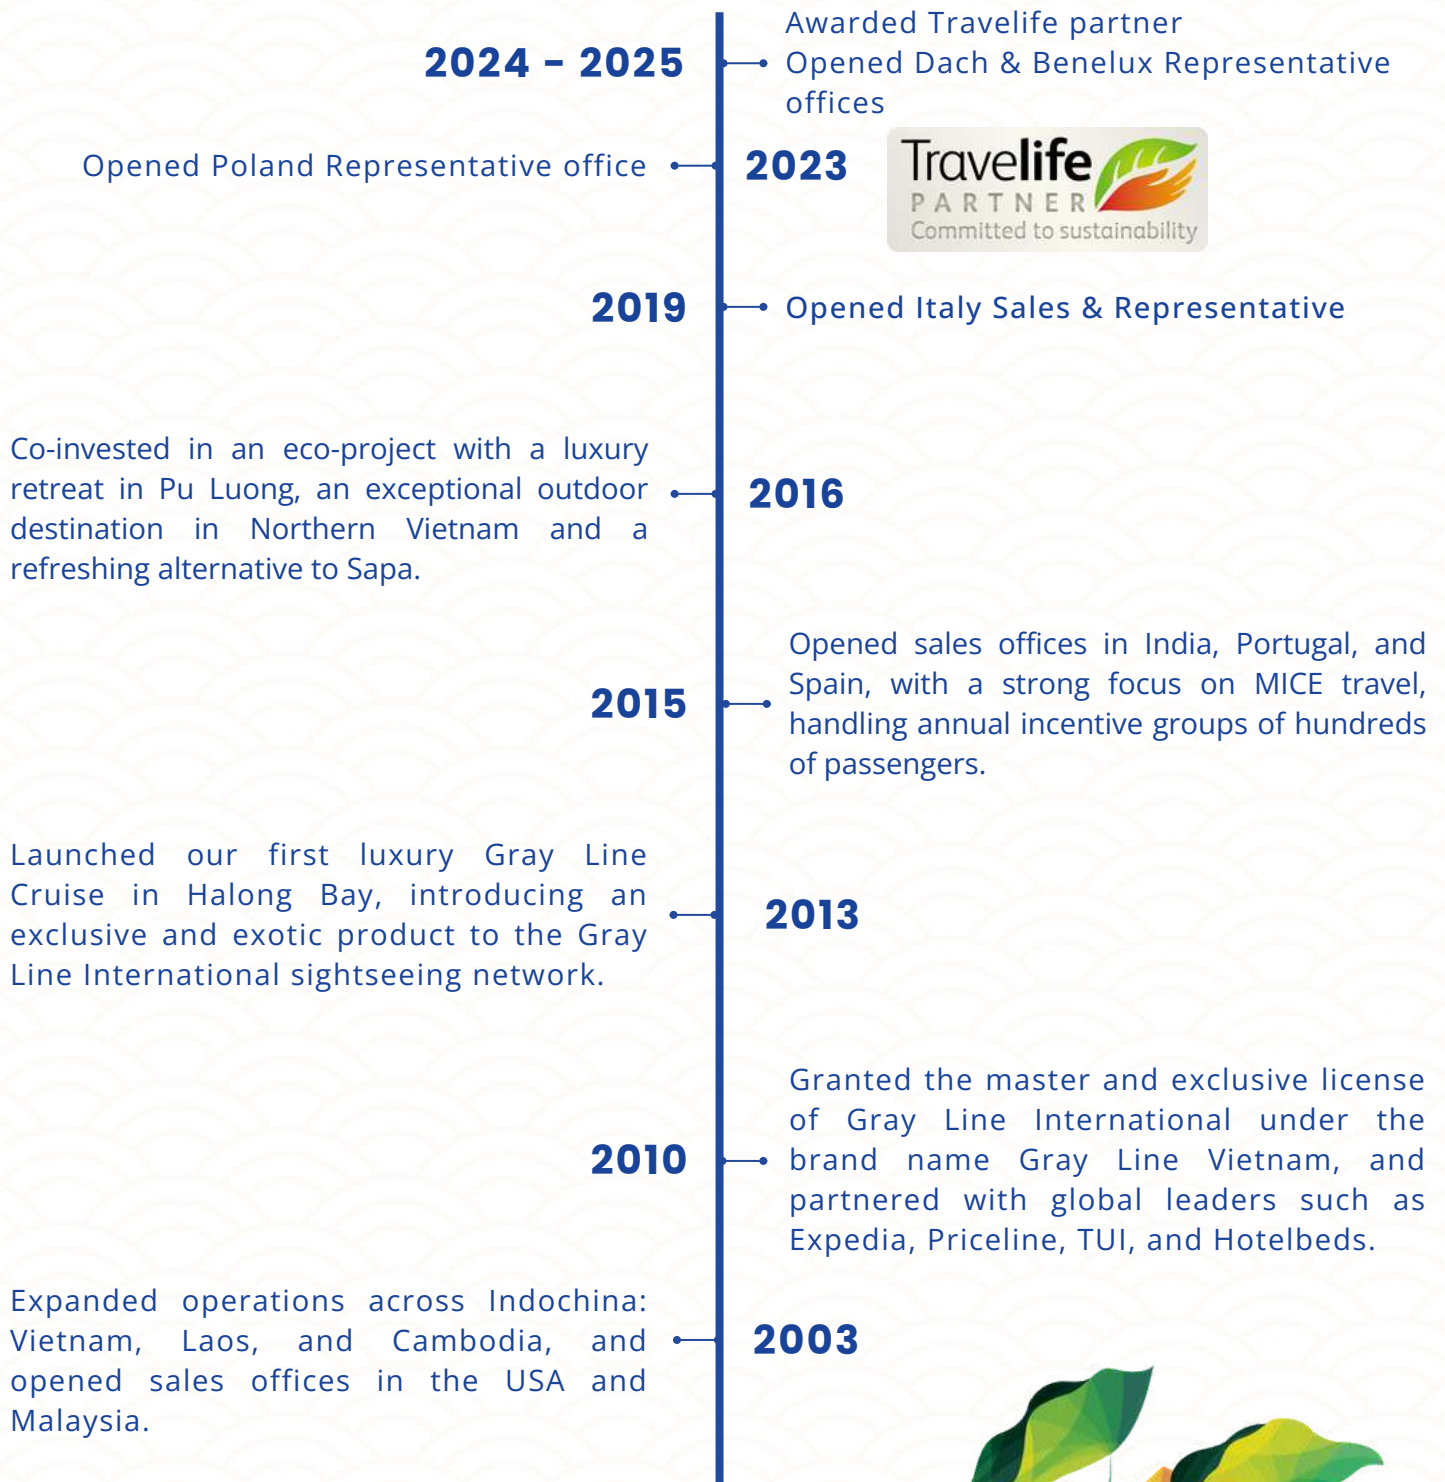 Awarded Travelife partner
2024 - 2025
Opened Dach & Benelux Representative
offices
Opened Poland Representative office
2023
Travelife
PARTNER
Committed to sustainability
2019
Opened Italy Sales & Representative
Co-invested in an eco-project with a luxury
retreat in Pu Luong, an exceptional outdoor
destination in Northern Vietnam and a
refreshing alternative to Sapa.
2016
2015
Opened sales offices in India, Portugal, and
Spain, with a strong focus on MICE travel,
handling annual incentive groups of hundreds
of passengers.
Launched our first luxury Gray Line
Cruise in Halong Bay, introducing an
exclusive and exotic product to the Gray
Line International sightseeing network.
2013
2010
Granted the master and exclusive license
of Gray Line International under the
brand name Gray Line Vietnam, and
partnered with global leaders such as
Expedia, Priceline, TUI, and Hotelbeds.
Expanded operations across Indochina:
Vietnam, Laos, and Cambodia, and
opened sales offices in the USA and
Malaysia.
2003